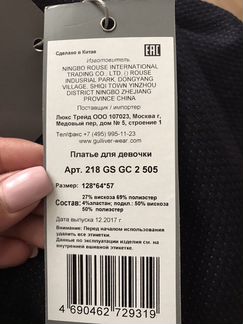 Сделано в Китае
EAC
Изготовитель
NINGBO ROUSE INTERNATIONAL
TRADING CO., LTD. (I) ROUSE
INDUSRIAL PARK, DONGYANG
VILLAGE, SHIQI TOWN YINZHOU
DISTRICT NINGBO ZHEJIANG
PROVINCE CHINA
Поставщик / импортер
Люкс Трейд ООО 107023, Москва г,
Медовый пер, дом № 5, строение 1
Тел/факс +7 (495) 995-11-23
www.gulliver-wear.com
Платье для девочки
Арт. 218 GS GC 2 505
Размер: 128*64*57
27% вискоза 69% полиэстер
Состав: 4%эластан; подкл.: 50% вискоза
50% полиэстер
Дата выпуска 12.2017 г.
Внимание! Перед началом использования
удалить все этикетки.
Данные по эксплуатации изделия см. на
внутренней вшивной этикетке.
4 690462 729319